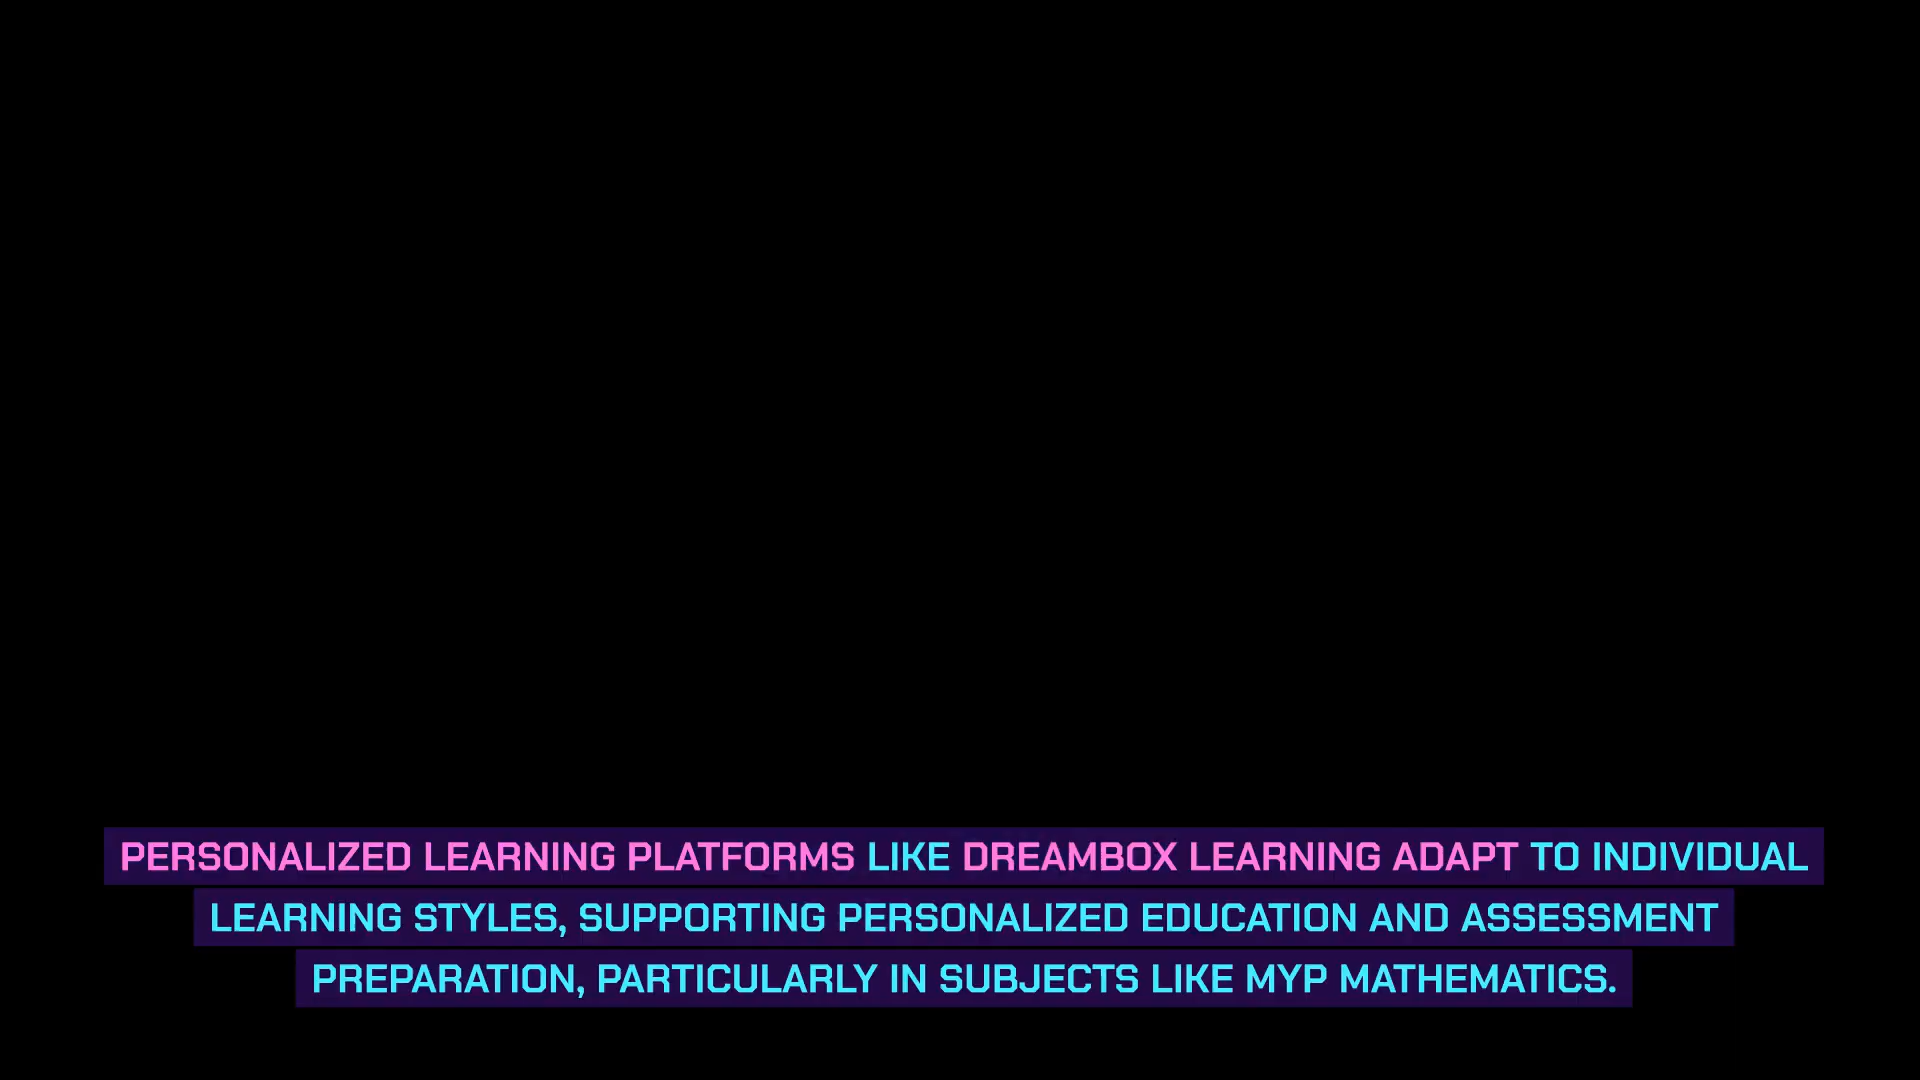 PERSONALIZED LEARNING PLATFORMS LIKE DREAMBOX LEARNING ADAPT TO INDIVIDUAL
LEARNING STYLES, SUPPORTING PERSONALIZED EDUCATION AND ASSESSMENT
PREPARATION, PARTICULARLY IN SUBJECTS LIKE MYP MATHEMATICS.